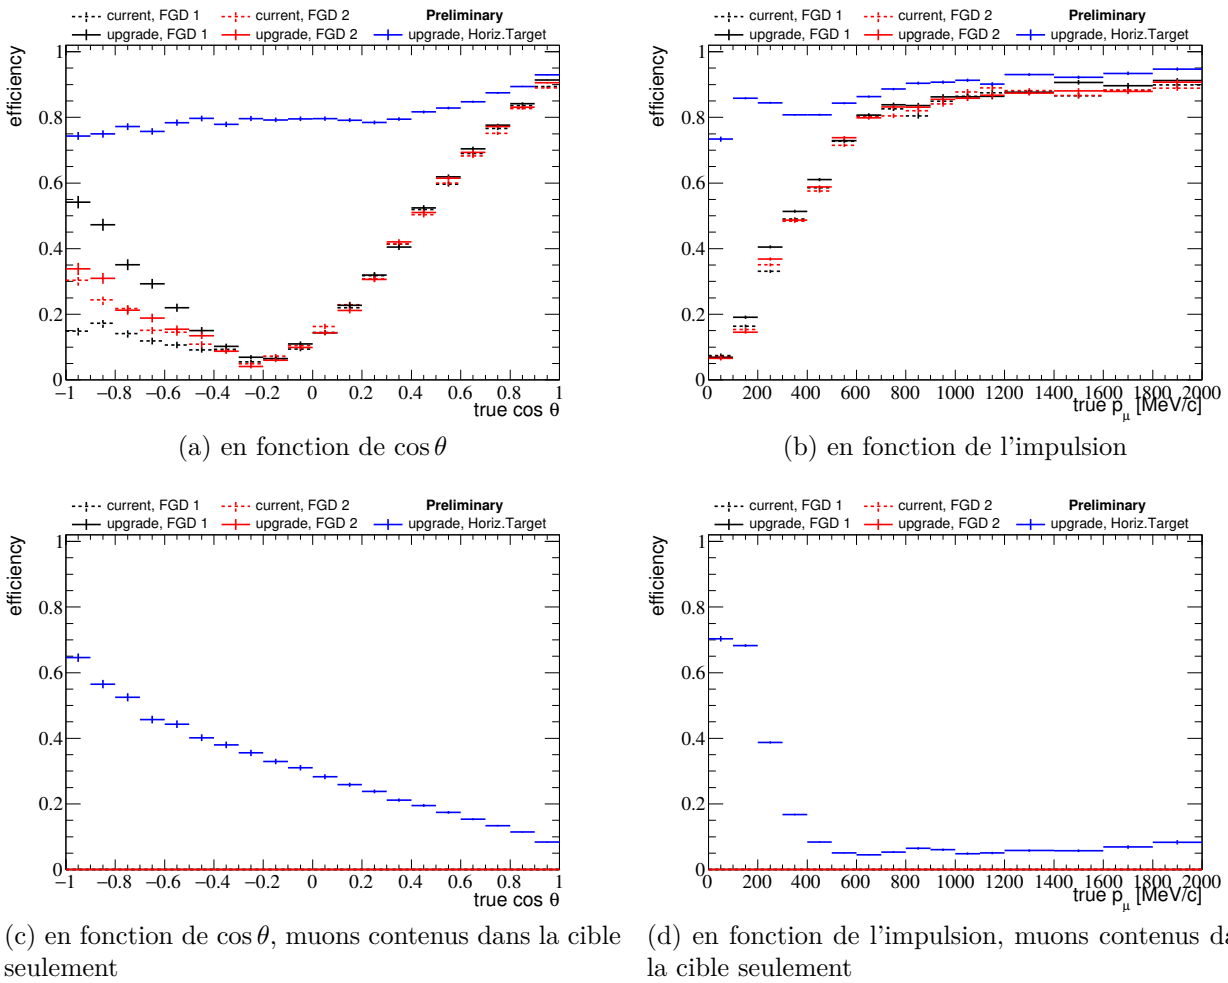 current, FGD 1 current, FGD 2 Preliminary
upgrade, FGD 1 upgrade, FGD 2 upgrade, Horiz.Target
efficiency
1
0.8
0.6
0.4
0.2
0
−1 −0.8 −0.6 −0.4 −0.2 0 0.2 0.4 0.6 0.8 1
true cos θ
(a) en fonction de cos θ
current, FGD 1 current, FGD 2 Preliminary
upgrade, FGD 1 upgrade, FGD 2 upgrade, Horiz.Target
efficiency
1
0.8
0.6
0.4
0.2
0
0 200 400 600 800 1000 1200 1400 1600 1800 2000
true pμ [MeV/c]
(b) en fonction de l'impulsion
current, FGD 1 current, FGD 2 Preliminary
upgrade, FGD 1 upgrade, FGD 2 upgrade, Horiz.Target
efficiency
1
0.8
0.6
0.4
0.2
0
−1 −0.8 −0.6 −0.4 −0.2 0 0.2 0.4 0.6 0.8 1
true cos θ
(c) en fonction de cos θ, muons contenus dans la cible
seulement
current, FGD 1 current, FGD 2 Preliminary
upgrade, FGD 1 upgrade, FGD 2 upgrade, Horiz.Target
efficiency
1
0.8
0.6
0.4
0.2
0
0 200 400 600 800 1000 1200 1400 1600 1800 2000
true pμ [MeV/c]
(d) en fonction de l'impulsion, muons contenus da
la cible seulement